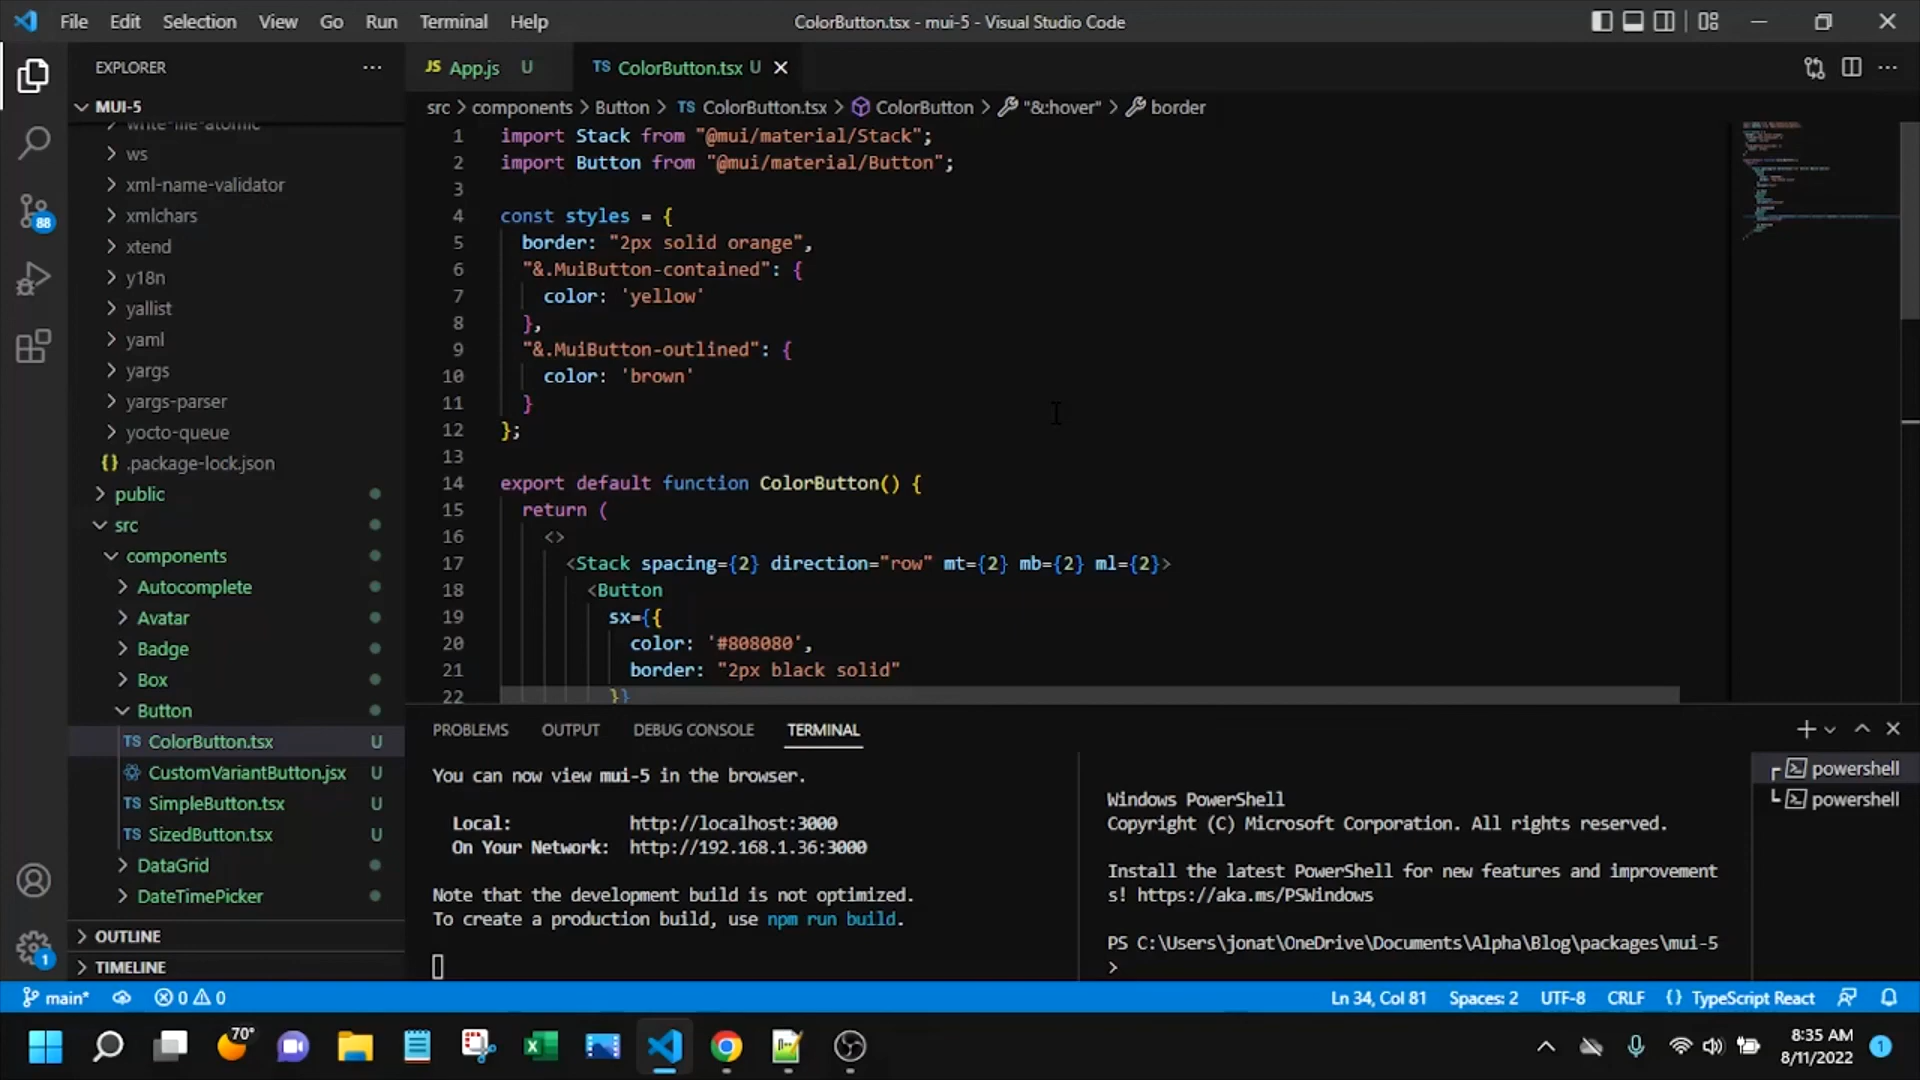 File Edit Selection View Go Run Terminal Help
ColorButton.tsx - mui-5 - Visual Studio Code
EXPLORER
MUI-5
write-file-atomic
ws
xml-name-validator
xmlchars
xtend
y18n
yallist
yaml
yargs
yargs-parser
yocto-queue
{} .package-lock.json
public
src
components
Autocomplete
Avatar
Badge
Box
Button
TS ColorButton.tsx U
CustomVariantButton.jsx U
TS SimpleButton.tsx U
TS SizedButton.tsx U
DataGrid
DateTimePicker
OUTLINE
TIMELINE
88
1
JS App.js U
TS ColorButton.tsx U
src > components > Button > TS ColorButton.tsx > ColorButton > "&:hover" > border
1 import Stack from "@mui/material/Stack";
2 import Button from "@mui/material/Button";
3
4 const styles = {
5 border: "2px solid orange",
6 "&.MuiButton-contained": {
7 color: 'yellow'
8 },
9 "&.MuiButton-outlined": {
10 color: 'brown'
11 }
12 };
13
14 export default function ColorButton() {
15 return (
16 <>
17 <Stack spacing={2} direction="row" mt={2} mb={2} ml={2}>
18 <Button
19 sx={{
20 color: '#808080',
21 border: "2px black solid"
22 }}
PROBLEMS OUTPUT DEBUG CONSOLE TERMINAL
You can now view mui-5 in the browser.
Local: http://localhost:3000
On Your Network: http://192.168.1.36:3000
Note that the development build is not optimized.
To create a production build, use npm run build.
Windows PowerShell
Copyright (C) Microsoft Corporation. All rights reserved.
Install the latest PowerShell for new features and improvement
s! https://aka.ms/PSWindows
PS C:\Users\jonat\OneDrive\Documents\Alpha\Blog\packages\mui-5
>
powershell
powershell
main* 0 0
Ln 34, Col 81 Spaces: 2 UTF-8 CRLF {} TypeScript React
70°
8:35 AM
8/11/2022
1